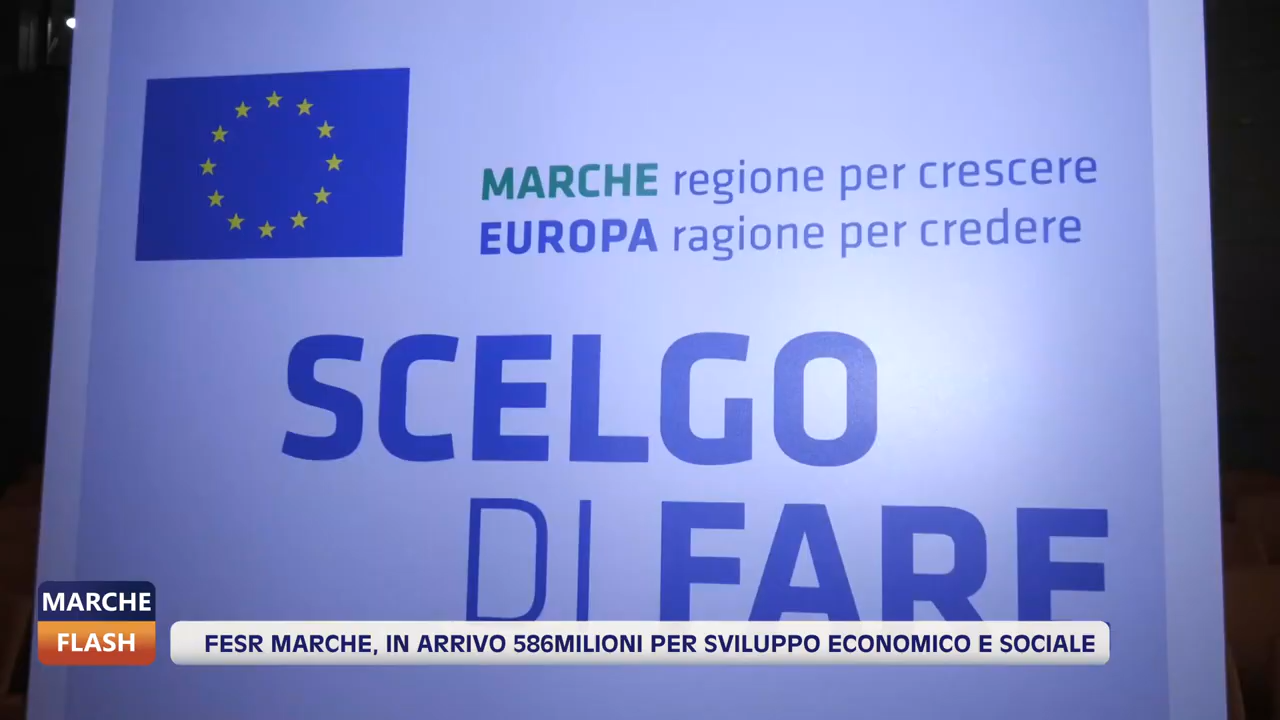 MARCHE regione per crescere
EUROPA ragione per credere
SCELGO
DI FARE
MARCHE
FLASH
FESR MARCHE, IN ARRIVO 586MILIONI PER SVILUPPO ECONOMICO E SOCIALE